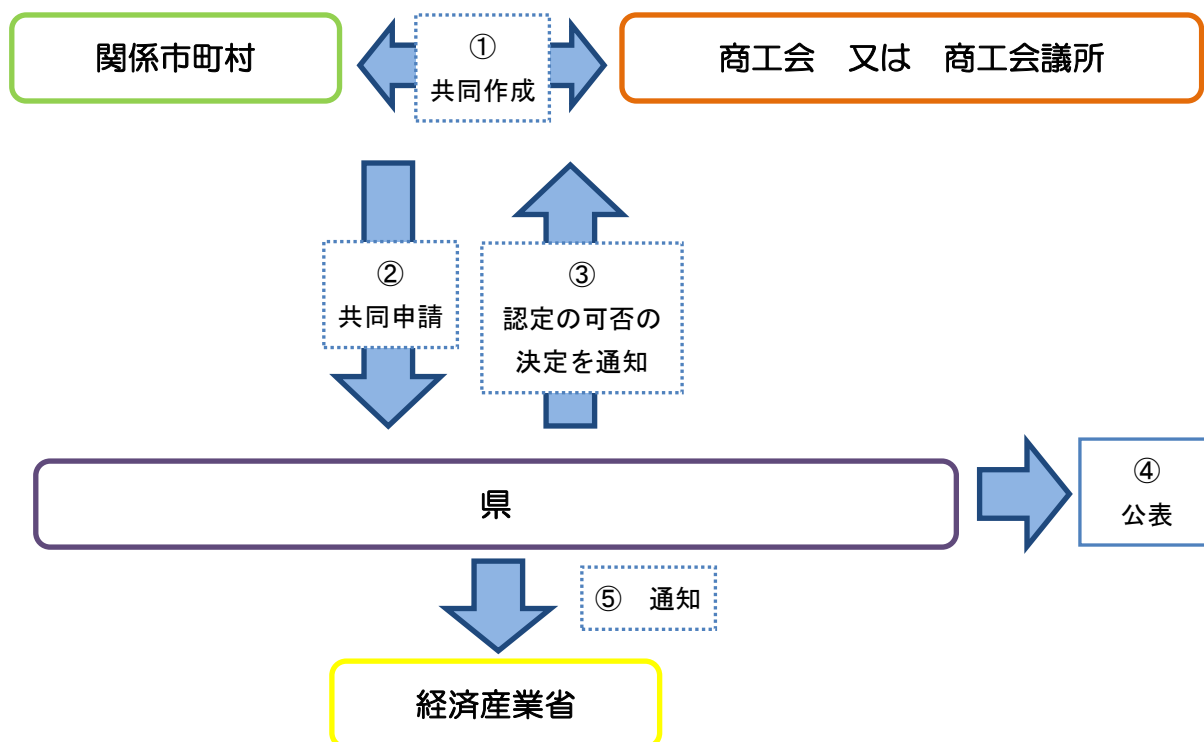 関係市町村
①
共同作成
商工会　又は　商工会議所
②
共同申請
③
認定の可否の
決定を通知
県
④
公表
⑤　通知
経済産業省